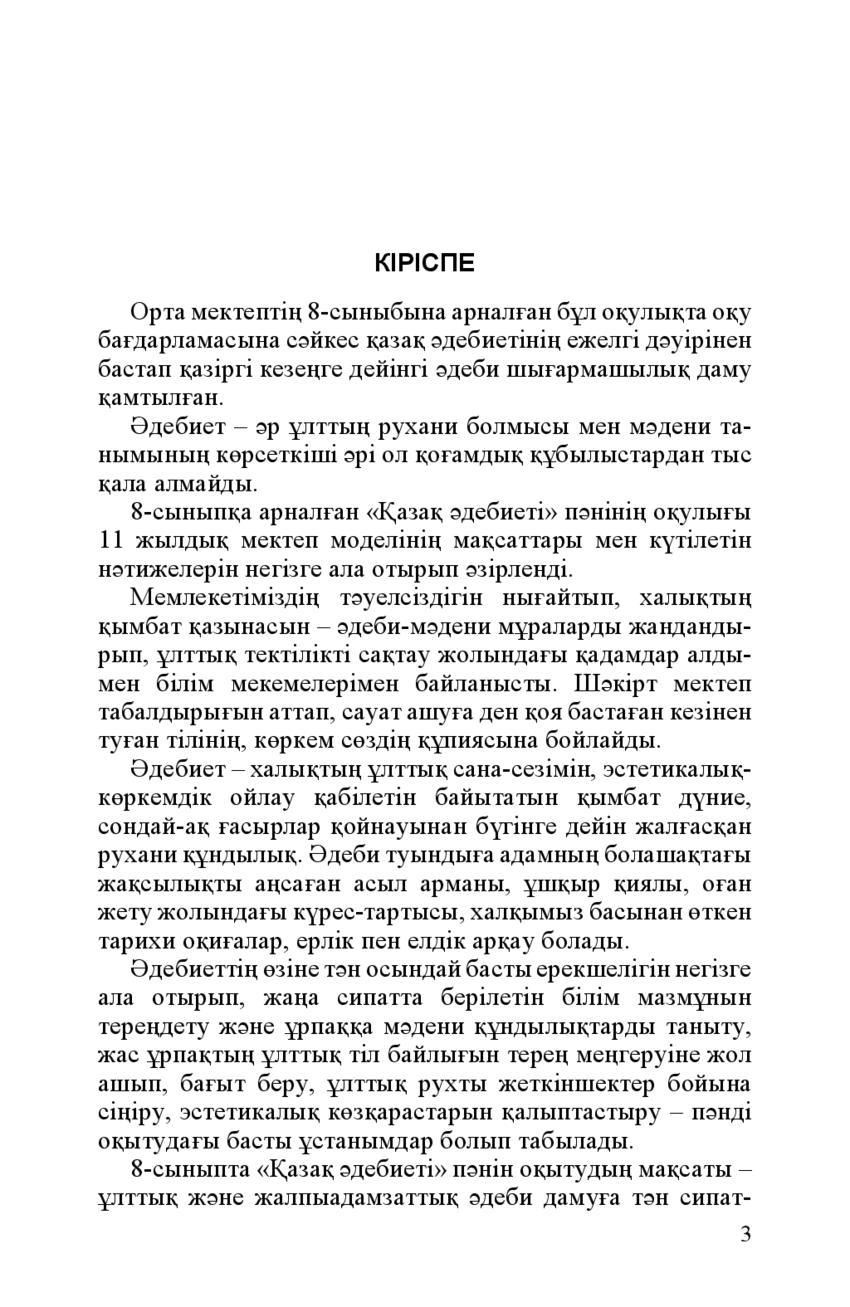 КІРІСПЕ
Орта мектептің 8-сыныбына арналған бұл оқулықта оқу
бағдарламасына сәйкес қазақ әдебиетінің ежелгі дәуірінен
бастап қазіргі кезеңге дейінгі әдеби шығармашылық даму
қамтылған.
Әдебиет – әр ұлттың рухани болмысы мен мәдени та-
нымының көрсеткіші әрі ол қоғамдық құбылыстардан тыс
қала алмайды.
8-сыныпқа арналған «Қазақ әдебиеті» пәнінің оқулығы
11 жылдық мектеп моделінің мақсаттары мен күтілетін
нәтижелерін негізге ала отырып әзірленді.
Мемлекетіміздің тәуелсіздігін нығайтып, халықтың
қымбат қазынасын – әдеби-мәдени мұраларды жанданды-
рып, ұлттық тектілікті сақтау жолындағы қадамдар алды-
мен білім мекемелерімен байланысты. Шәкірт мектеп
табалдырығын аттап, сауат ашуға ден қоя бастаған кезінен
туған тілінің, көркем сөздің құпиясына бойлайды.
Әдебиет – халықтың ұлттық сана-сезімін, эстетикалық-
көркемдік ойлау қабілетін байытатын қымбат дүние,
сондай-ақ ғасырлар қойнауынан бүгінге дейін жалғасқан
рухани құндылық. Әдеби туындыға адамның болашақтағы
жақсылықты аңсаған асыл арманы, ұшқыр қиялы, оған
жету жолындағы күрес-тартысы, халқымыз басынан өткен
тарихи оқиғалар, ерлік пен елдік арқау болады.
Әдебиеттің өзіне тән осындай басты ерекшелігін негізге
ала отырып, жаңа сипатта берілетін білім мазмұнын
тереңдету және ұрпаққа мәдени құндылықтарды таныту,
жас ұрпақтың ұлттық тіл байлығын терең меңгеруіне жол
ашып, бағыт беру, ұлттық рухты жеткіншектер бойына
сіңіру, эстетикалық көзқарастарын қалыптастыру – пәнді
оқытудағы басты ұстанымдар болып табылады.
8-сыныпта «Қазақ әдебиеті» пәнін оқытудың мақсаты –
ұлттық және жалпыадамзаттық әдеби дамуға тән сипат-
3